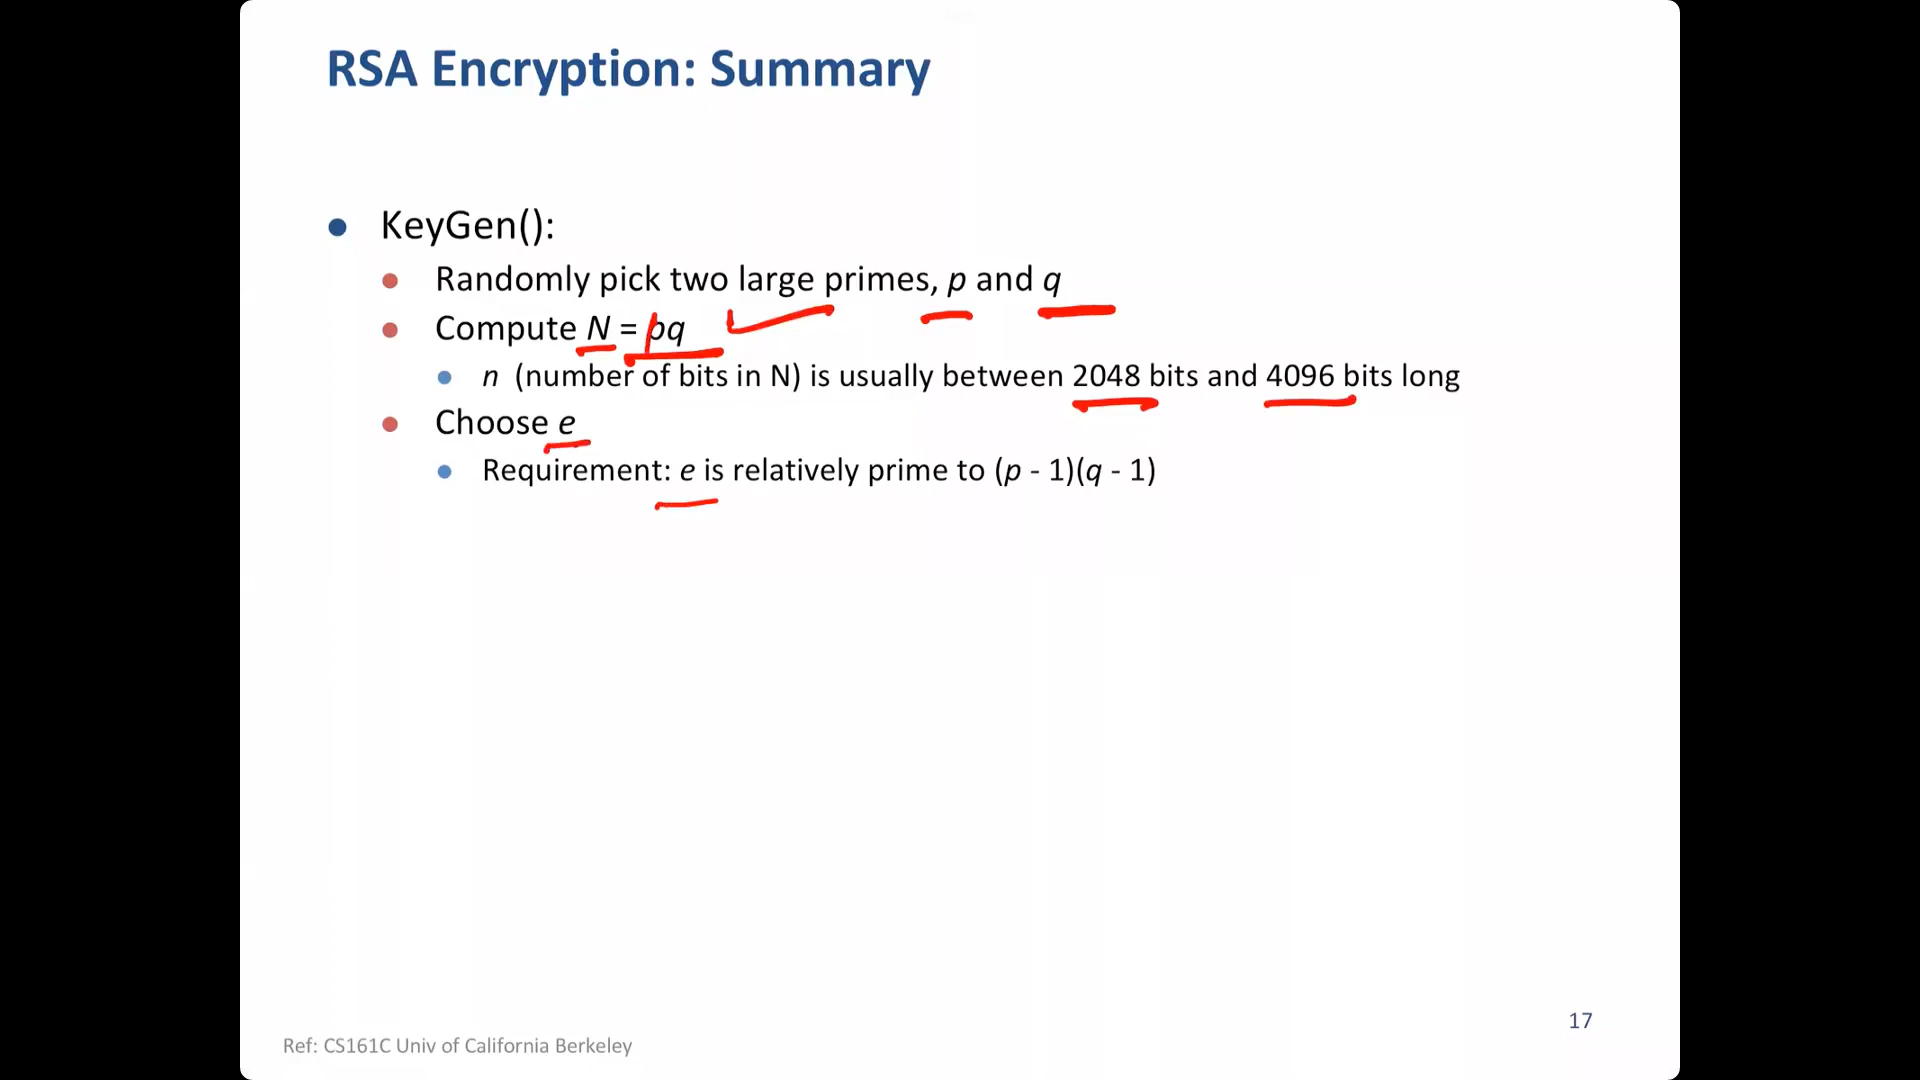 RSA Encryption: Summary
KeyGen():
Randomly pick two large primes, p and q
Compute N = pq
n (number of bits in N) is usually between 2048 bits and 4096 bits long
Choose e
Requirement: e is relatively prime to (p - 1)(q - 1)
17
Ref: CS161C Univ of California Berkeley